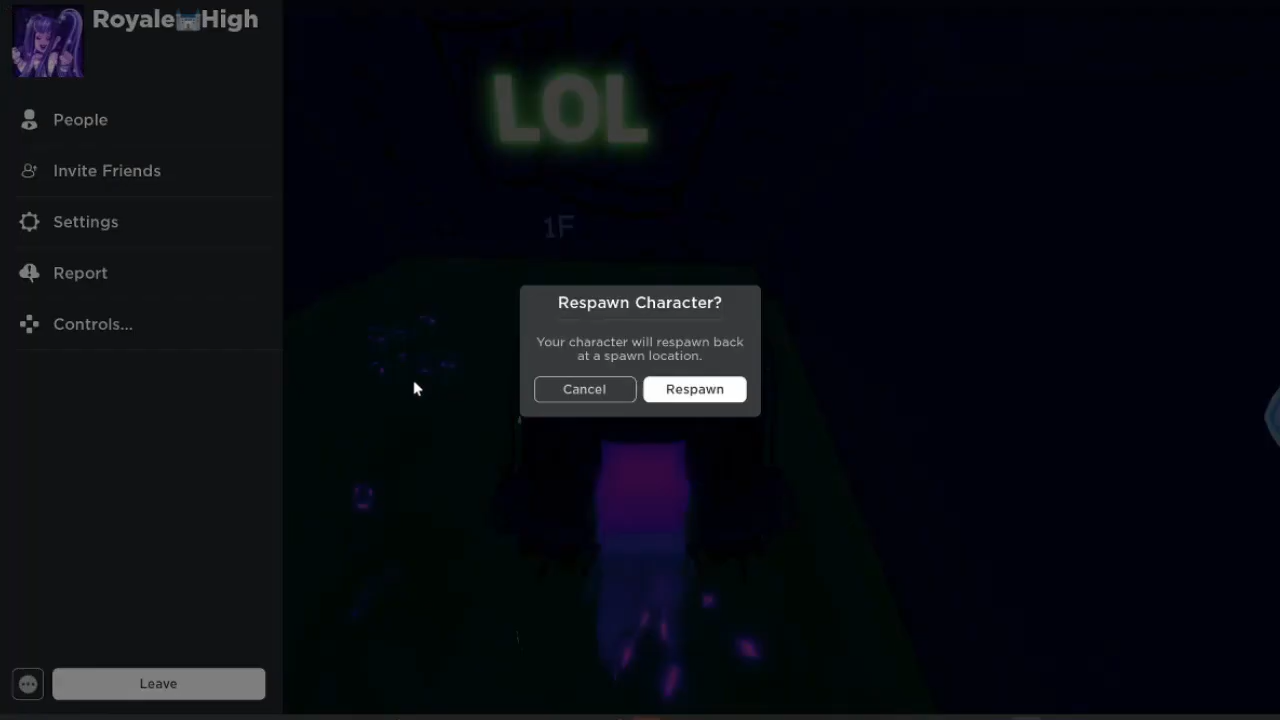 Royale🏰High
People
Invite Friends
Settings
Report
Controls...
LOL
1F
Respawn Character?
Your character will respawn back
at a spawn location.
Cancel
Respawn
Leave